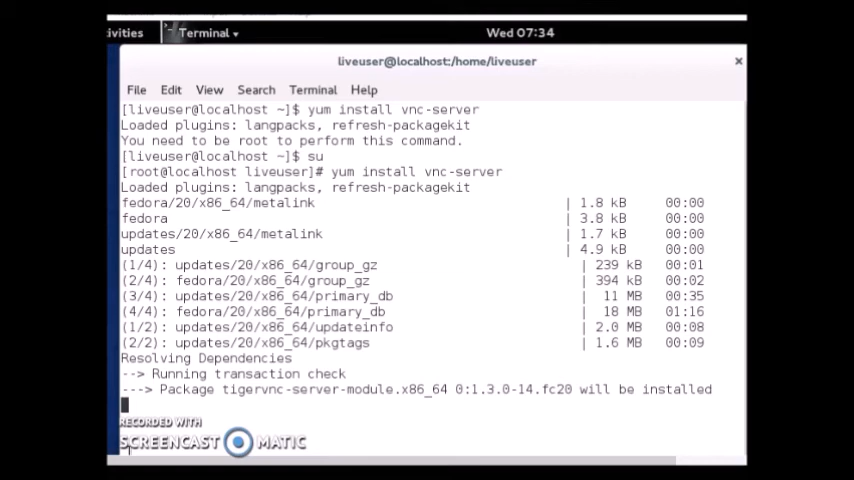 ivities Terminal Wed 07:34
liveuser@localhost:/home/liveuser ×
File Edit View Search Terminal Help
[liveuser@localhost ~]$ yum install vnc-server
Loaded plugins: langpacks, refresh-packagekit
You need to be root to perform this command.
[liveuser@localhost ~]$ su
[root@localhost liveuser]# yum install vnc-server
Loaded plugins: langpacks, refresh-packagekit
fedora/20/x86_64/metalink | 1.8 kB 00:00
fedora | 3.8 kB 00:00
updates/20/x86_64/metalink | 1.7 kB 00:00
updates | 4.9 kB 00:00
(1/4): updates/20/x86_64/group_gz | 239 kB 00:01
(2/4): fedora/20/x86_64/group_gz | 394 kB 00:02
(3/4): updates/20/x86_64/primary_db | 11 MB 00:35
(4/4): fedora/20/x86_64/primary_db | 18 MB 01:16
(1/2): updates/20/x86_64/updateinfo | 2.0 MB 00:08
(2/2): updates/20/x86_64/pkgtags | 1.6 MB 00:09
Resolving Dependencies
--> Running transaction check
---> Package tigervnc-server-module.x86_64 0:1.3.0-14.fc20 will be installed
RECORDED WITH
SCREENCAST MATIC